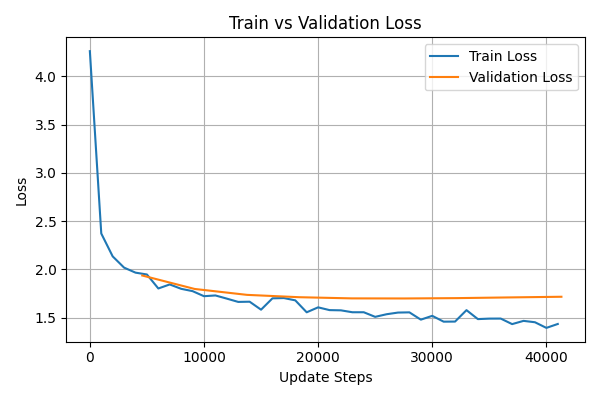 Train vs Validation Loss
Train Loss
Validation Loss
4.0
3.5
3.0
2.5
2.0
1.5
Loss
0 10000 20000 30000 40000
Update Steps